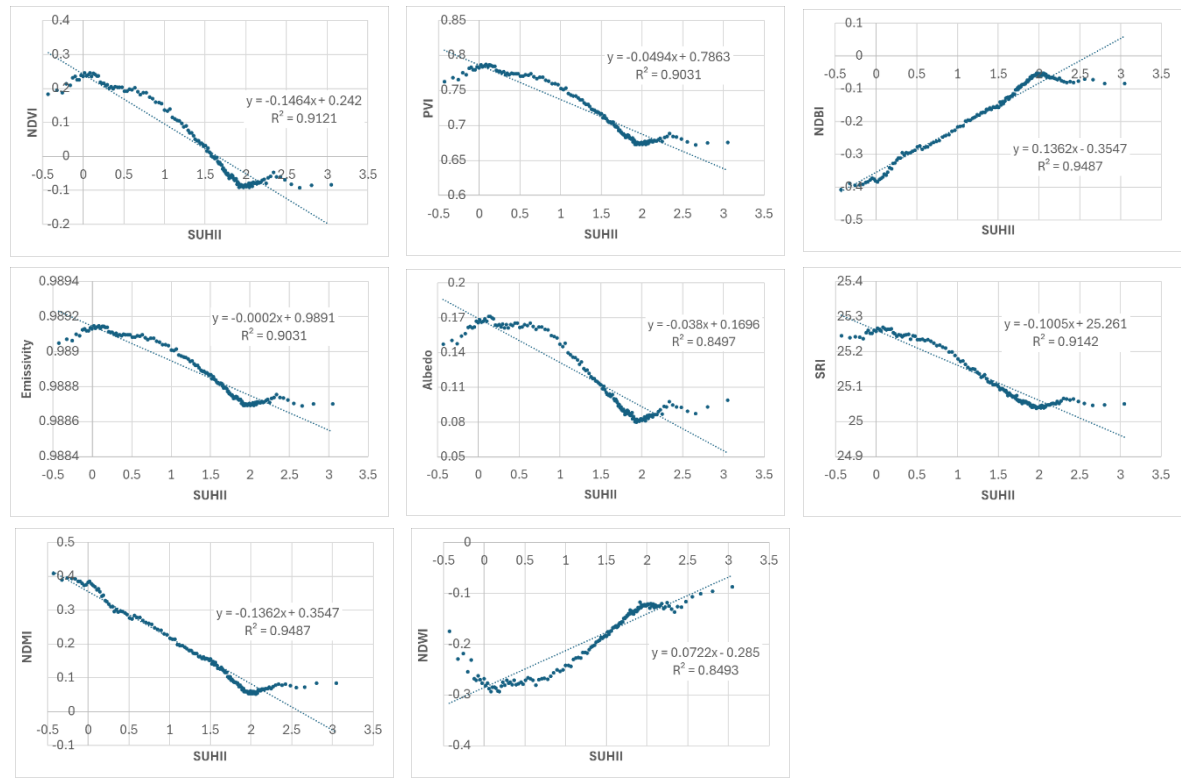 0.4
0.3
0.2
0.1
0
-0.1
-0.2
-0.5 0 0.5 1 1.5 2 2.5 3 3.5
NDVI
SUHII
y = -0.1464x + 0.242
R² = 0.9121
0.85
0.8
0.75
0.7
0.65
0.6
-0.5 0 0.5 1 1.5 2 2.5 3 3.5
PVI
SUHII
y = -0.0494x + 0.7863
R² = 0.9031
0.1
0
-0.1
-0.2
-0.3
-0.4
-0.5
-0.5 0 0.5 1 1.5 2 2.5 3 3.5
NDBI
SUHII
y = 0.1362x - 0.3547
R² = 0.9487
0.9894
0.9892
0.989
0.9888
0.9886
0.9884
-0.5 0 0.5 1 1.5 2 2.5 3 3.5
Emissivity
SUHII
y = -0.0002x + 0.9891
R² = 0.9031
0.2
0.17
0.14
0.11
0.08
0.05
-0.5 0 0.5 1 1.5 2 2.5 3 3.5
Albedo
SUHII
y = -0.038x + 0.1696
R² = 0.8497
25.4
25.3
25.2
25.1
25
24.9
-0.5 0 0.5 1 1.5 2 2.5 3 3.5
SRI
SUHII
y = -0.1005x + 25.261
R² = 0.9142
0.5
0.4
0.3
0.2
0.1
0
-0.1
-0.5 0 0.5 1 1.5 2 2.5 3 3.5
NDMI
SUHII
y = -0.1362x + 0.3547
R² = 0.9487
0
-0.1
-0.2
-0.3
-0.4
-0.5 0 0.5 1 1.5 2 2.5 3 3.5
NDWI
SUHII
y = 0.0722x - 0.285
R² = 0.8493